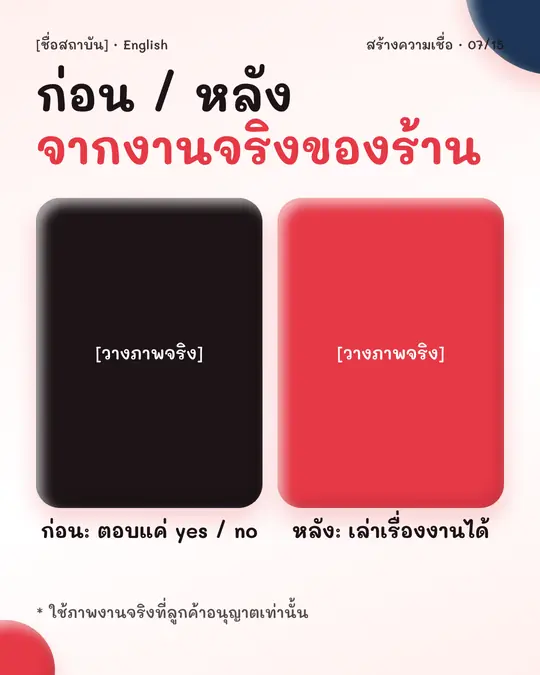 [ชื่อสถาบัน] · English
สร้างความเชื่อ · 07/15
ก่อน / หลัง
จากงานจริงของร้าน
[วางภาพจริง]
[วางภาพจริง]
ก่อน: ตอบแค่ yes / no
หลัง: เล่าเรื่องงานได้
* ใช้ภาพงานจริงที่ลูกค้าอนุญาตเท่านั้น